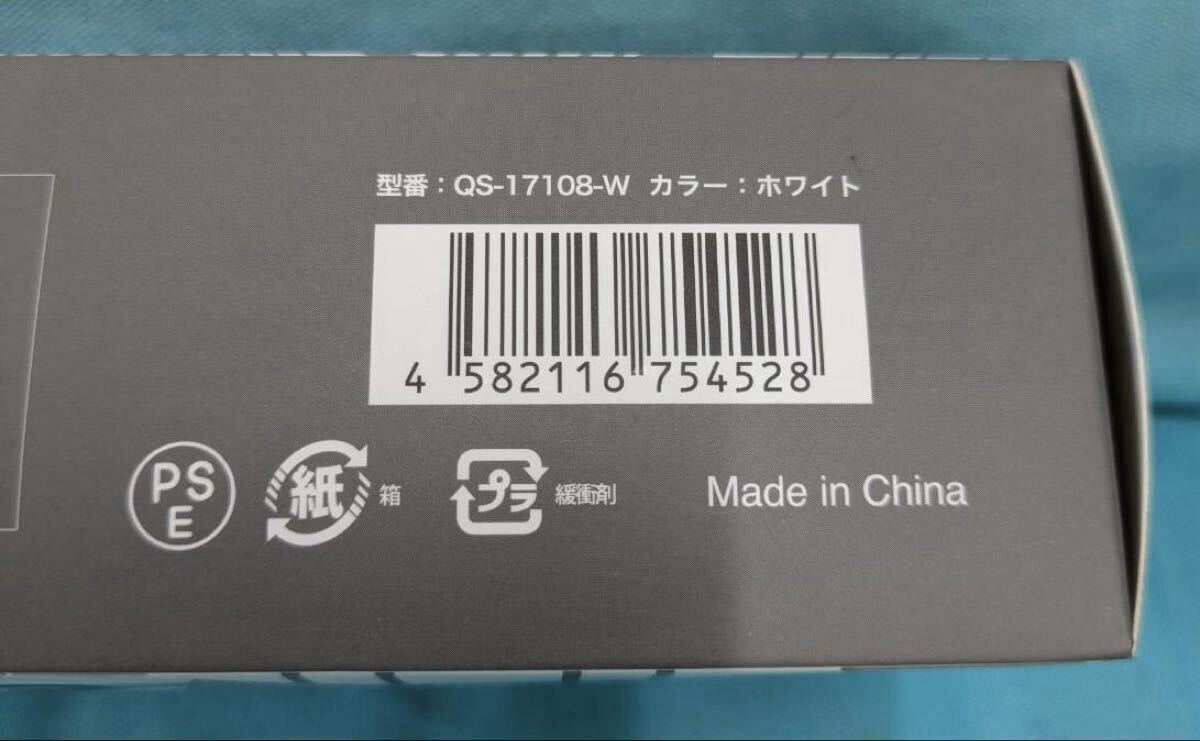 型番：QS-17108-W カラー：ホワイト
4 582116 754528
PS
E
紙 箱
プラ 緩衝剤
Made in China